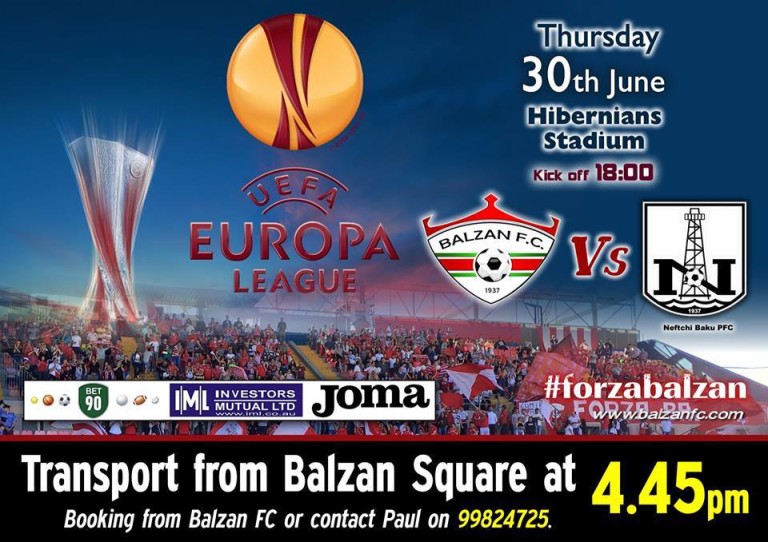 Thursday
30th June
Hibernians
Stadium
Kick off 18:00
UEFA
EUROPA
LEAGUE
BALZAN F.C.
1937
Vs
N
1937
Neftchi Baku PFC
BET
90
IML INVESTORS
MUTUAL LTD
www.iml.co.au
JOMA
#forzabalzan
www.balzanfc.com
Transport from Balzan Square at 4.45pm
Booking from Balzan FC or contact Paul on 99824725.